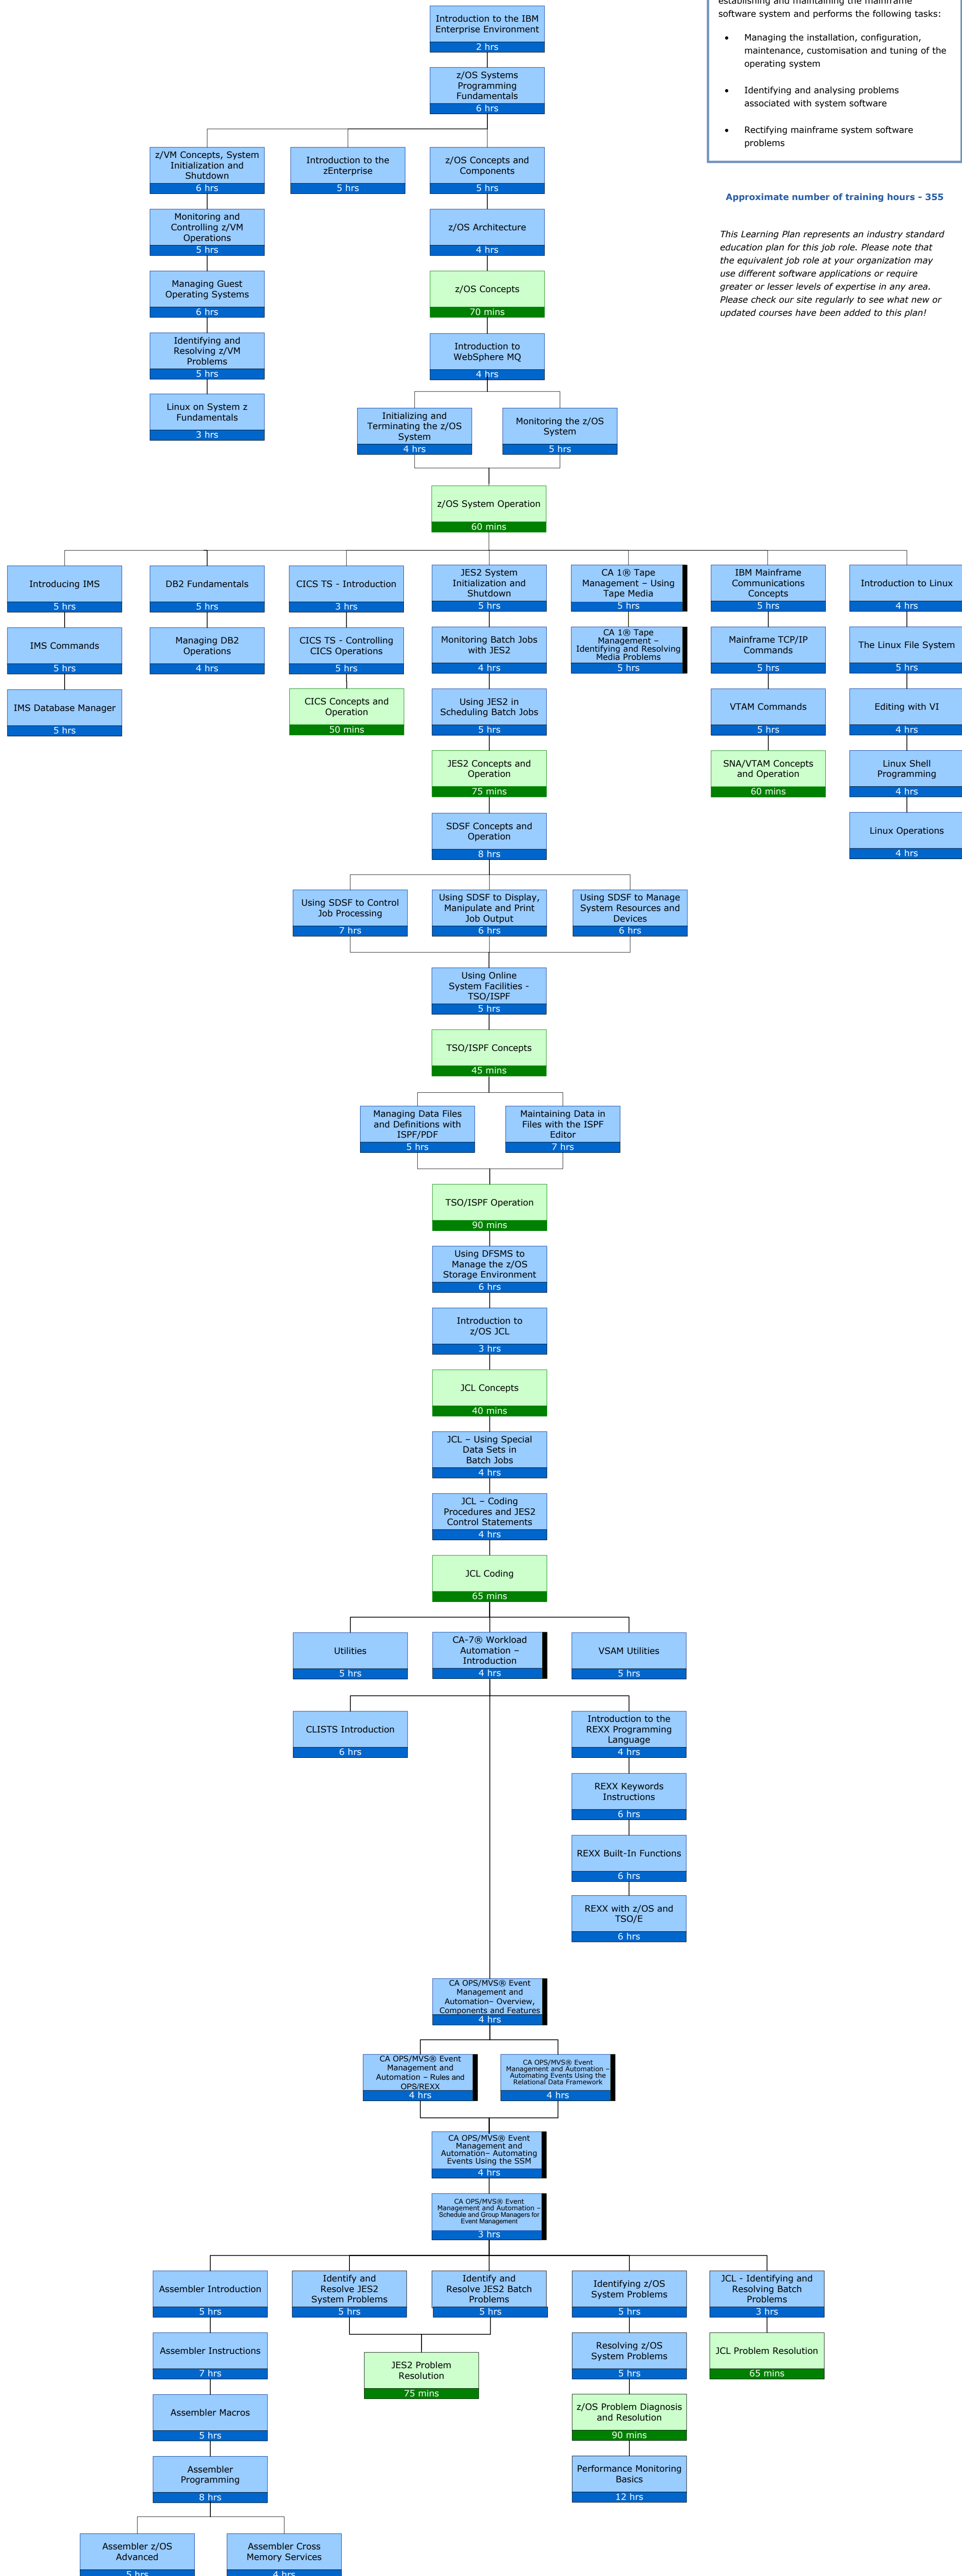 establishing and maintaining the mainframe
software system and performs the following tasks:
• Managing the installation, configuration,
maintenance, customisation and tuning of the
operating system
• Identifying and analysing problems
associated with system software
• Rectifying mainframe system software
problems
Approximate number of training hours - 355
This Learning Plan represents an industry standard
education plan for this job role. Please note that
the equivalent job role at your organization may
use different software applications or require
greater or lesser levels of expertise in any area.
Please check our site regularly to see what new or
updated courses have been added to this plan!
Introduction to the IBM
Enterprise Environment
2 hrs
z/OS Systems
Programming
Fundamentals
6 hrs
z/VM Concepts, System
Initialization and
Shutdown
6 hrs
Introduction to the
zEnterprise
5 hrs
z/OS Concepts and
Components
5 hrs
Monitoring and
Controlling z/VM
Operations
5 hrs
z/OS Architecture
4 hrs
Managing Guest
Operating Systems
6 hrs
z/OS Concepts
70 mins
Identifying and
Resolving z/VM
Problems
5 hrs
Introduction to
WebSphere MQ
4 hrs
Linux on System z
Fundamentals
3 hrs
Initializing and
Terminating the z/OS
System
4 hrs
Monitoring the z/OS
System
5 hrs
z/OS System Operation
60 mins
Introducing IMS
5 hrs
DB2 Fundamentals
5 hrs
CICS TS - Introduction
3 hrs
JES2 System
Initialization and
Shutdown
5 hrs
CA 1® Tape
Management – Using
Tape Media
5 hrs
IBM Mainframe
Communications
Concepts
5 hrs
Introduction to Linux
4 hrs
IMS Commands
5 hrs
Managing DB2
Operations
4 hrs
CICS TS - Controlling
CICS Operations
5 hrs
Monitoring Batch Jobs
with JES2
4 hrs
CA 1® Tape
Management –
Identifying and Resolving
Media Problems
5 hrs
Mainframe TCP/IP
Commands
5 hrs
The Linux File System
5 hrs
IMS Database Manager
5 hrs
CICS Concepts and
Operation
50 mins
Using JES2 in
Scheduling Batch Jobs
5 hrs
VTAM Commands
5 hrs
Editing with VI
4 hrs
JES2 Concepts and
Operation
75 mins
SNA/VTAM Concepts
and Operation
60 mins
Linux Shell
Programming
4 hrs
SDSF Concepts and
Operation
8 hrs
Linux Operations
4 hrs
Using SDSF to Control
Job Processing
7 hrs
Using SDSF to Display,
Manipulate and Print
Job Output
6 hrs
Using SDSF to Manage
System Resources and
Devices
6 hrs
Using Online
System Facilities -
TSO/ISPF
5 hrs
TSO/ISPF Concepts
45 mins
Managing Data Files
and Definitions with
ISPF/PDF
5 hrs
Maintaining Data in
Files with the ISPF
Editor
7 hrs
TSO/ISPF Operation
90 mins
Using DFSMS to
Manage the z/OS
Storage Environment
6 hrs
Introduction to
z/OS JCL
3 hrs
JCL Concepts
40 mins
JCL – Using Special
Data Sets in
Batch Jobs
4 hrs
JCL – Coding
Procedures and JES2
Control Statements
4 hrs
JCL Coding
65 mins
Utilities
5 hrs
CA-7® Workload
Automation –
Introduction
4 hrs
VSAM Utilities
5 hrs
CLISTS Introduction
6 hrs
Introduction to the
REXX Programming
Language
4 hrs
REXX Keywords
Instructions
6 hrs
REXX Built-In Functions
6 hrs
REXX with z/OS and
TSO/E
6 hrs
CA OPS/MVS® Event
Management and
Automation– Overview,
Components and Features
4 hrs
CA OPS/MVS® Event
Management and
Automation – Rules and
OPS/REXX
4 hrs
CA OPS/MVS® Event
Management and Automation –
Automating Events Using the
Relational Data Framework
4 hrs
CA OPS/MVS® Event
Management and
Automation– Automating
Events Using the SSM
4 hrs
CA OPS/MVS® Event
Management and Automation –
Schedule and Group Managers for
Event Management
3 hrs
Assembler Introduction
5 hrs
Identify and
Resolve JES2
System Problems
5 hrs
Identify and
Resolve JES2 Batch
Problems
5 hrs
Identifying z/OS
System Problems
5 hrs
JCL - Identifying and
Resolving Batch
Problems
3 hrs
Assembler Instructions
7 hrs
JES2 Problem
Resolution
75 mins
Resolving z/OS
System Problems
5 hrs
JCL Problem Resolution
65 mins
Assembler Macros
5 hrs
z/OS Problem Diagnosis
and Resolution
90 mins
Assembler
Programming
8 hrs
Performance Monitoring
Basics
12 hrs
Assembler z/OS
Advanced
5 hrs
Assembler Cross
Memory Services
4 hrs